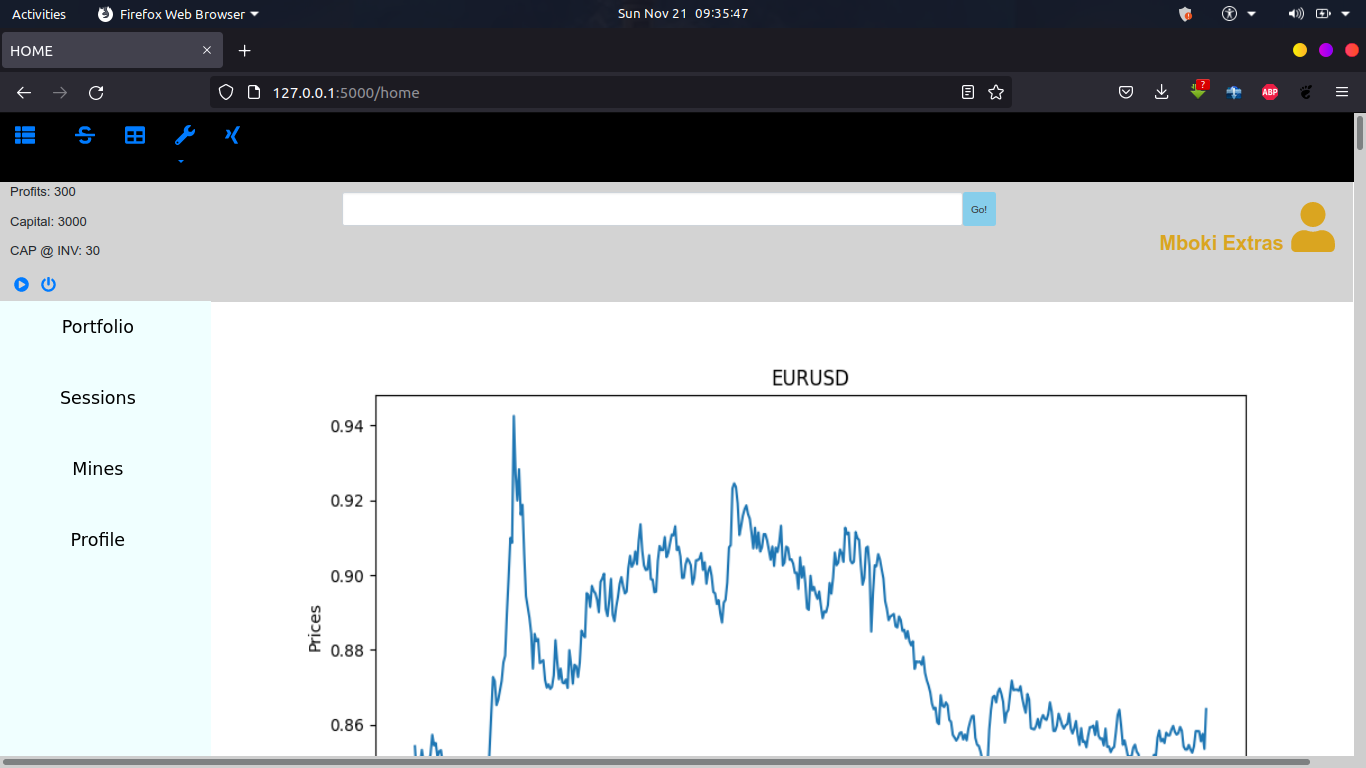 Activities
Firefox Web Browser
Sun Nov 21 09:35:47
HOME
127.0.0.1:5000/home
?
ABP
Profits: 300
Capital: 3000
CAP @ INV: 30
Go!
Mboki Extras
Portfolio
Sessions
Mines
Profile
EURUSD
0.94
0.92
0.90
0.88
0.86
Prices